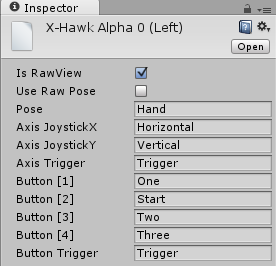 Inspector
X-Hawk Alpha 0 (Left)
Open
Is RawView
Use Raw Pose
Pose Hand
Axis JoystickX Horizontal
Axis JoystickY Vertical
Axis Trigger Trigger
Button [1] One
Button [2] Start
Button [3] Two
Button [4] Three
Button Trigger Trigger